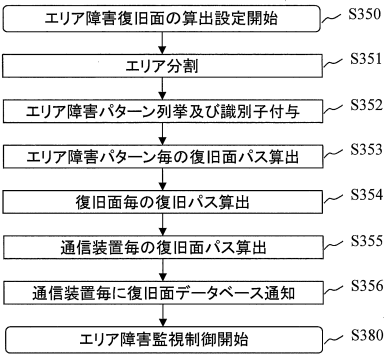 エリア障害復旧面の算出設定開始 S350
エリア分割 S351
エリア障害パターン列挙及び識別子付与 S352
エリア障害パターン毎の復旧面パス算出 S353
復旧面毎の復旧パス算出 S354
通信装置毎の復旧面パス算出 S355
通信装置毎に復旧面データベース通知 S356
エリア障害監視制御開始 S380